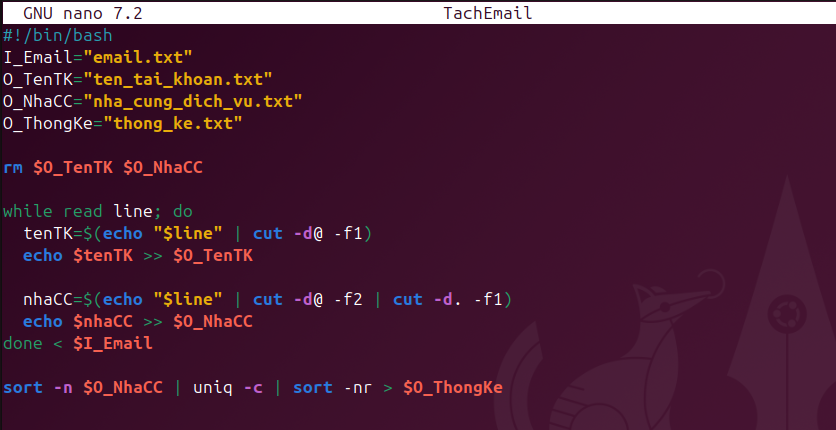 GNU nano 7.2 TachEmail
#!/bin/bash
I_Email="email.txt"
O_TenTK="ten_tai_khoan.txt"
O_NhaCC="nha_cung_dich_vu.txt"
O_ThongKe="thong_ke.txt"
rm $O_TenTK $O_NhaCC
while read line; do
tenTK=$(echo "$line" | cut -d@ -f1)
echo $tenTK >> $O_TenTK
nhaCC=$(echo "$line" | cut -d@ -f2 | cut -d. -f1)
echo $nhaCC >> $O_NhaCC
done < $I_Email
sort -n $O_NhaCC | uniq -c | sort -nr > $O_ThongKe